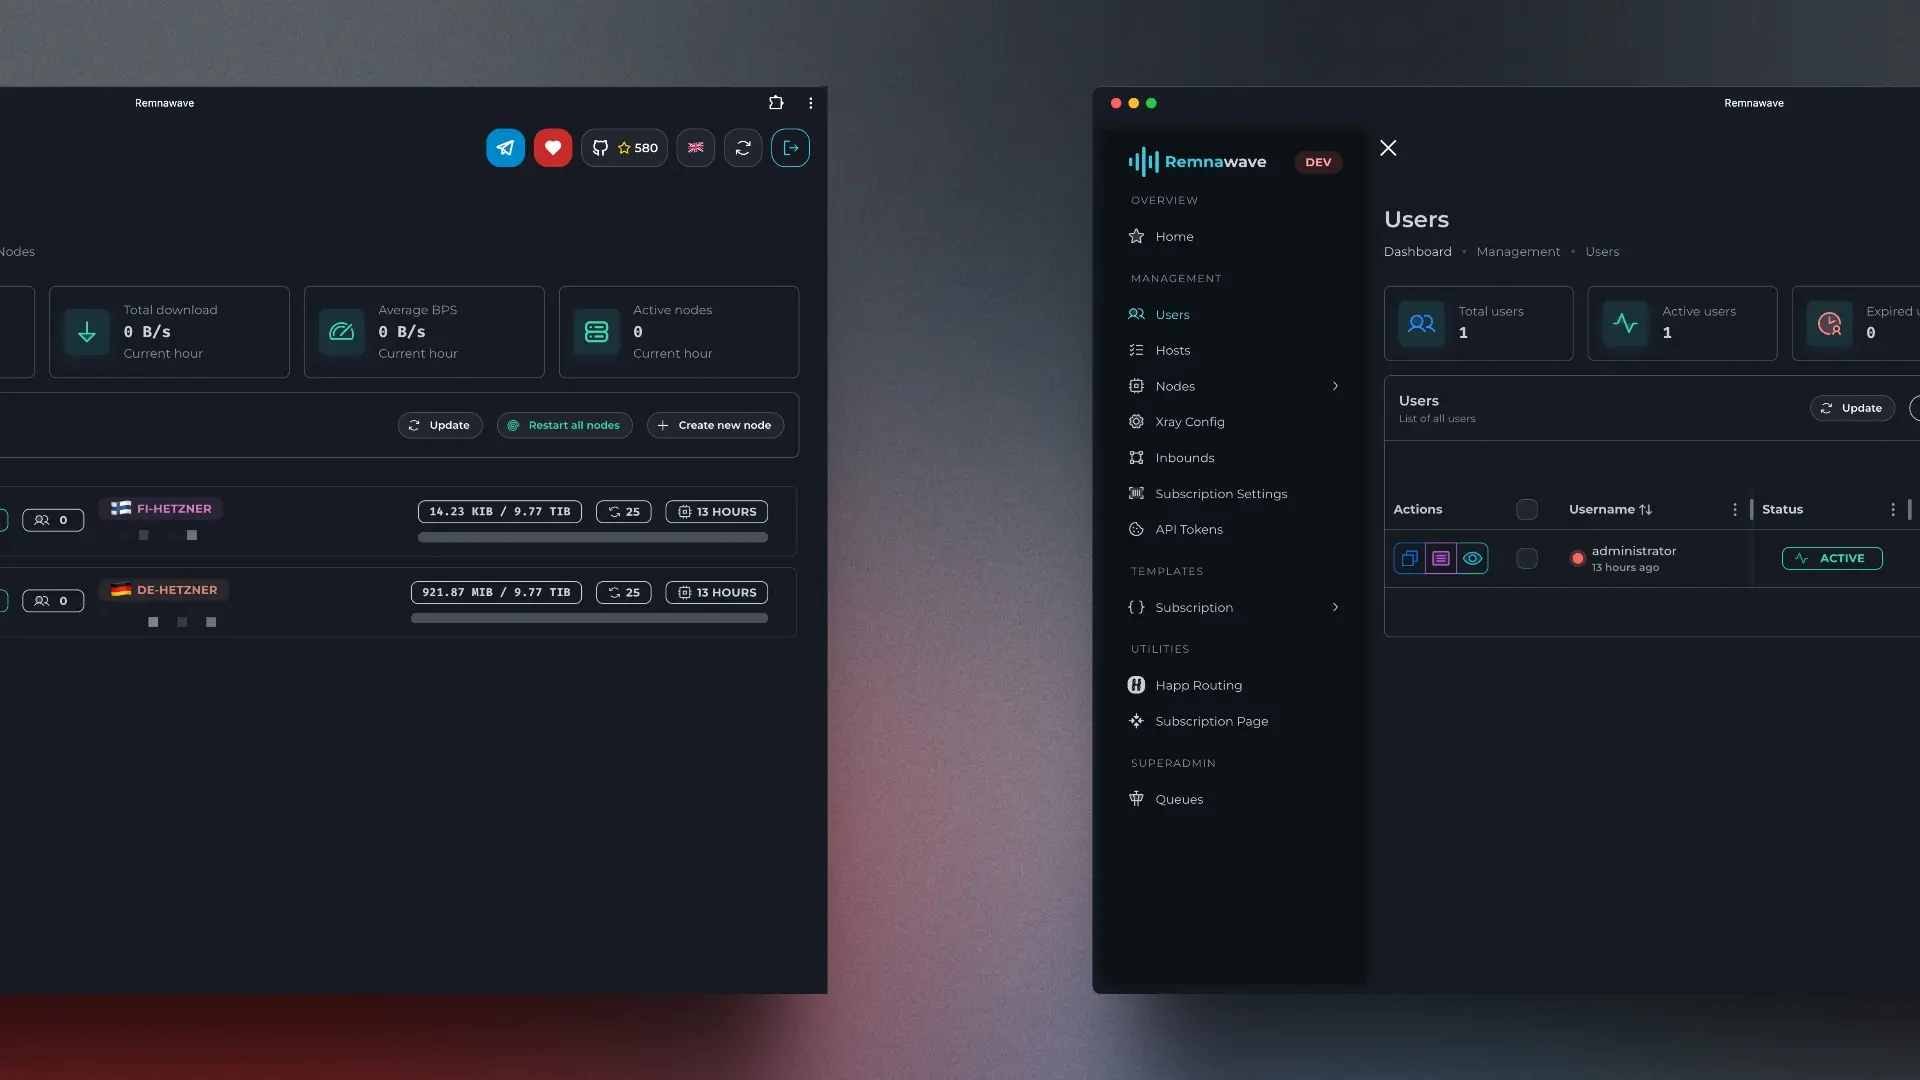 Remnawave
580
Nodes
Total download
0 B/s
Current hour
Average BPS
0 B/s
Current hour
Active nodes
0
Current hour
Update
Restart all nodes
Create new node
0
FI-HETZNER
14.23 KIB / 9.77 TIB
25
13 HOURS
0
DE-HETZNER
921.87 MIB / 9.77 TIB
25
13 HOURS
Remnawave
Remnawave
DEV
OVERVIEW
Home
MANAGEMENT
Users
Hosts
Nodes
Xray Config
Inbounds
Subscription Settings
API Tokens
TEMPLATES
Subscription
UTILITIES
Happ Routing
Subscription Page
SUPERADMIN
Queues
Users
Dashboard • Management • Users
Total users
1
Active users
1
Expired
0
Users
List of all users
Update
Actions
Username
Status
administrator
13 hours ago
ACTIVE